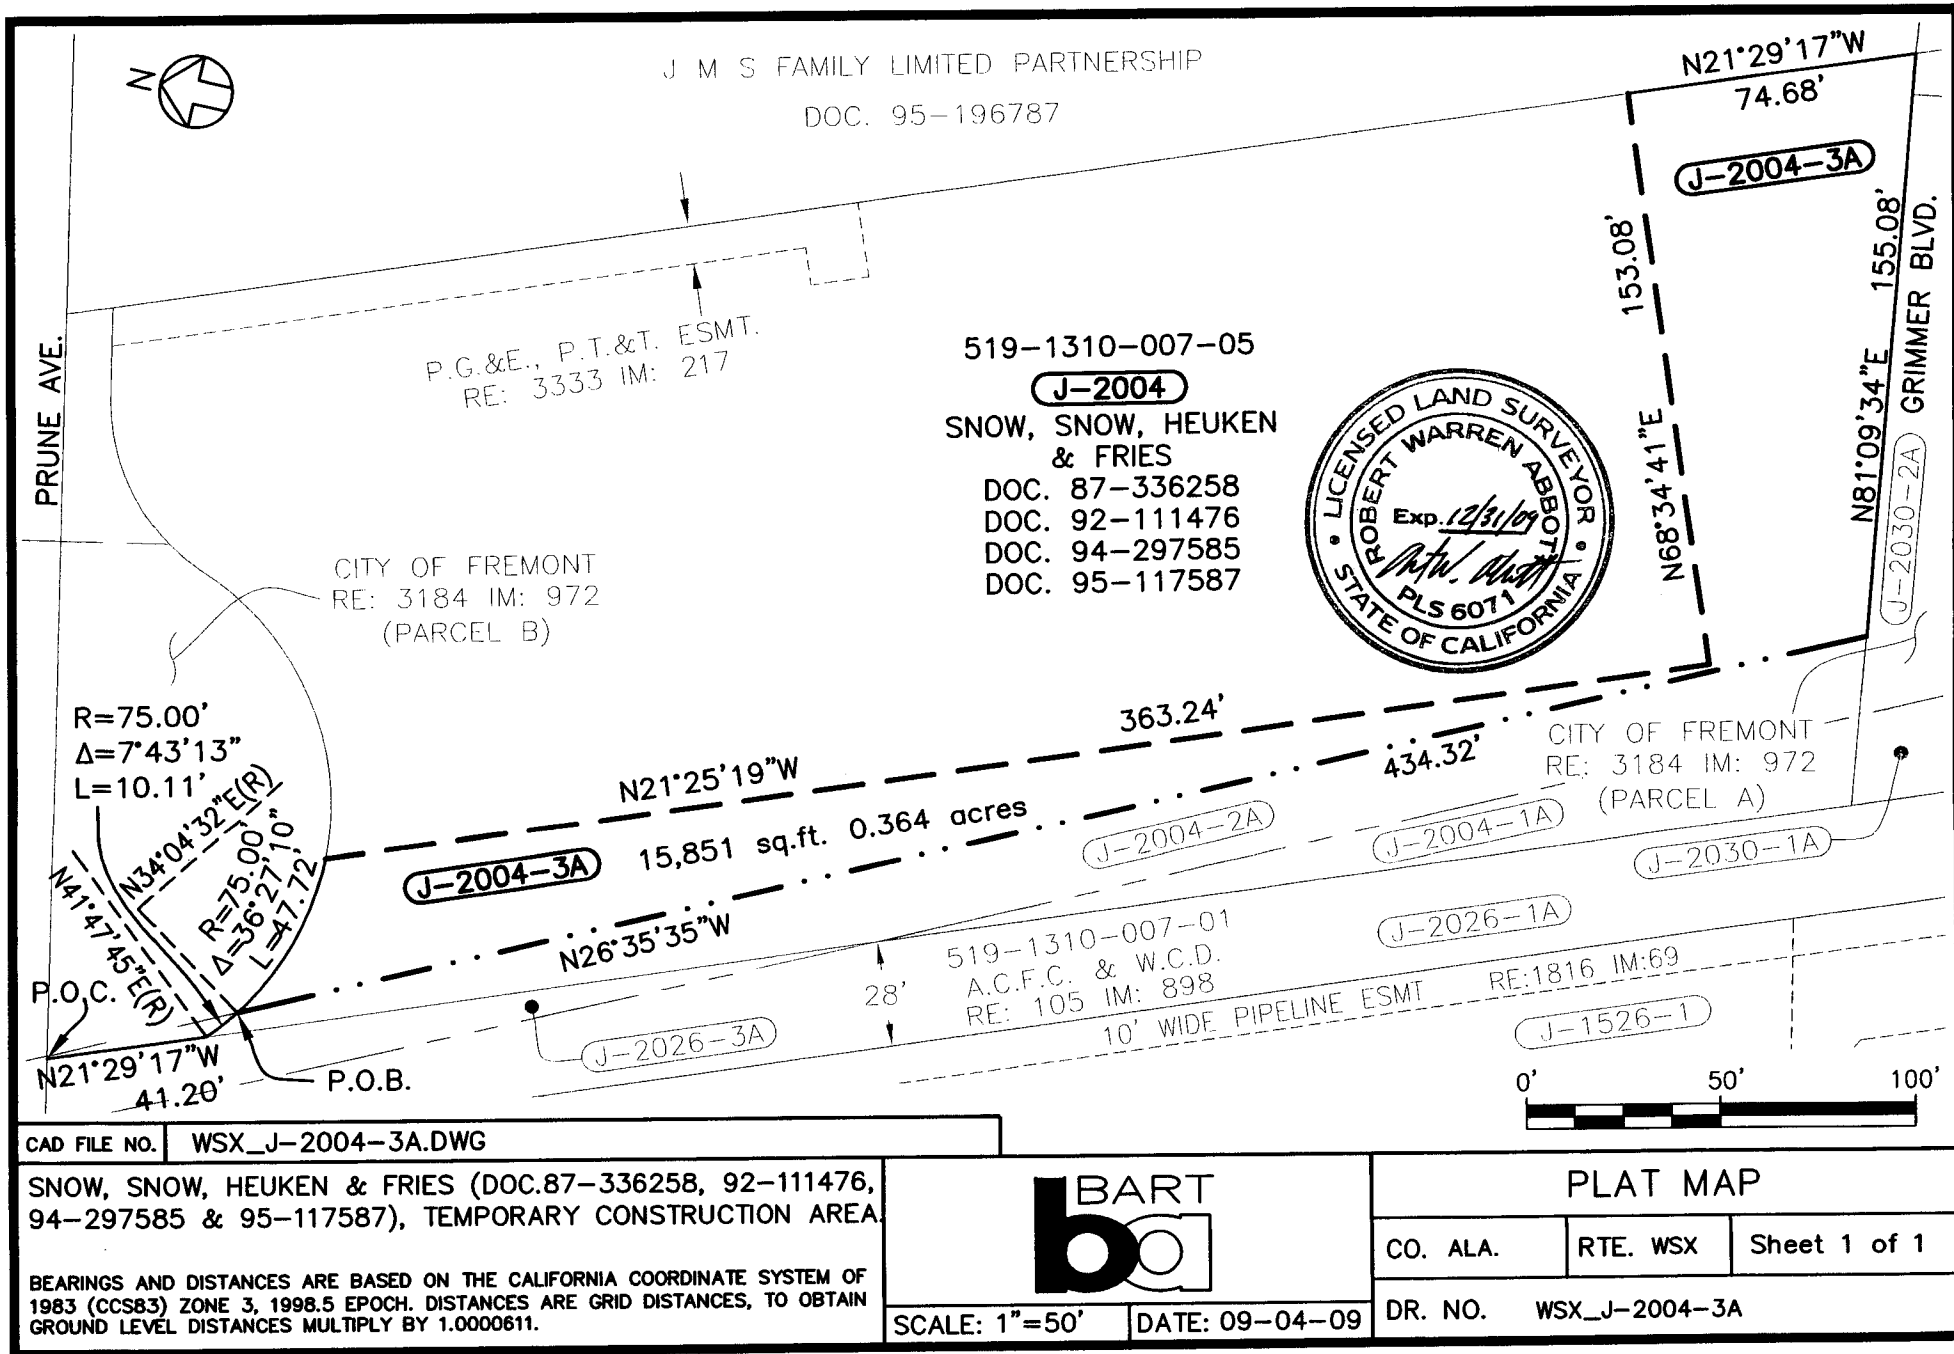 N
J M S FAMILY LIMITED PARTNERSHIP
DOC. 95-196787
N21°29'17"W
74.68'
J-2004-3A
153.08'
N68°34'41"E
155.08'
N81°09'34"E
GRIMMER BLVD.
J-2030-2A
PRUNE AVE.
P.G.&E., P.T.&T. ESMT.
RE: 3333 IM: 217
519-1310-007-05
J-2004
SNOW, SNOW, HEUKEN
& FRIES
DOC. 87-336258
DOC. 92-111476
DOC. 94-297585
DOC. 95-117587
LICENSED LAND SURVEYOR
ROBERT WARREN ABBOTT
Exp. 12/31/09
PLS 6071
STATE OF CALIFORNIA
CITY OF FREMONT
RE: 3184 IM: 972
(PARCEL B)
R=75.00'
Δ=7°43'13"
L=10.11'
N34°04'32"E(R)
R=75.00'
Δ=36°27'10"
L=47.72'
N41°47'45"E(R)
363.24'
N21°25'19"W
434.32'
15,851 sq.ft. 0.364 acres
J-2004-3A
N26°35'35"W
CITY OF FREMONT
RE: 3184 IM: 972
(PARCEL A)
J-2004-2A
J-2004-1A
J-2030-1A
J-2026-1A
519-1310-007-01
A.C.F.C. & W.C.D.
RE: 105 IM: 898
28'
10' WIDE PIPELINE ESMT RE:1816 IM:69
J-1526-1
J-2026-3A
P.O.C.
N21°29'17"W
41.20'
P.O.B.
0' 50' 100'
CAD FILE NO. WSX_J-2004-3A.DWG
SNOW, SNOW, HEUKEN & FRIES (DOC.87-336258, 92-111476,
94-297585 & 95-117587), TEMPORARY CONSTRUCTION AREA.
BEARINGS AND DISTANCES ARE BASED ON THE CALIFORNIA COORDINATE SYSTEM OF
1983 (CCS83) ZONE 3, 1998.5 EPOCH. DISTANCES ARE GRID DISTANCES, TO OBTAIN
GROUND LEVEL DISTANCES MULTIPLY BY 1.0000611.
BART
ba
SCALE: 1"=50'
DATE: 09-04-09
PLAT MAP
CO. ALA.
RTE. WSX
Sheet 1 of 1
DR. NO. WSX_J-2004-3A